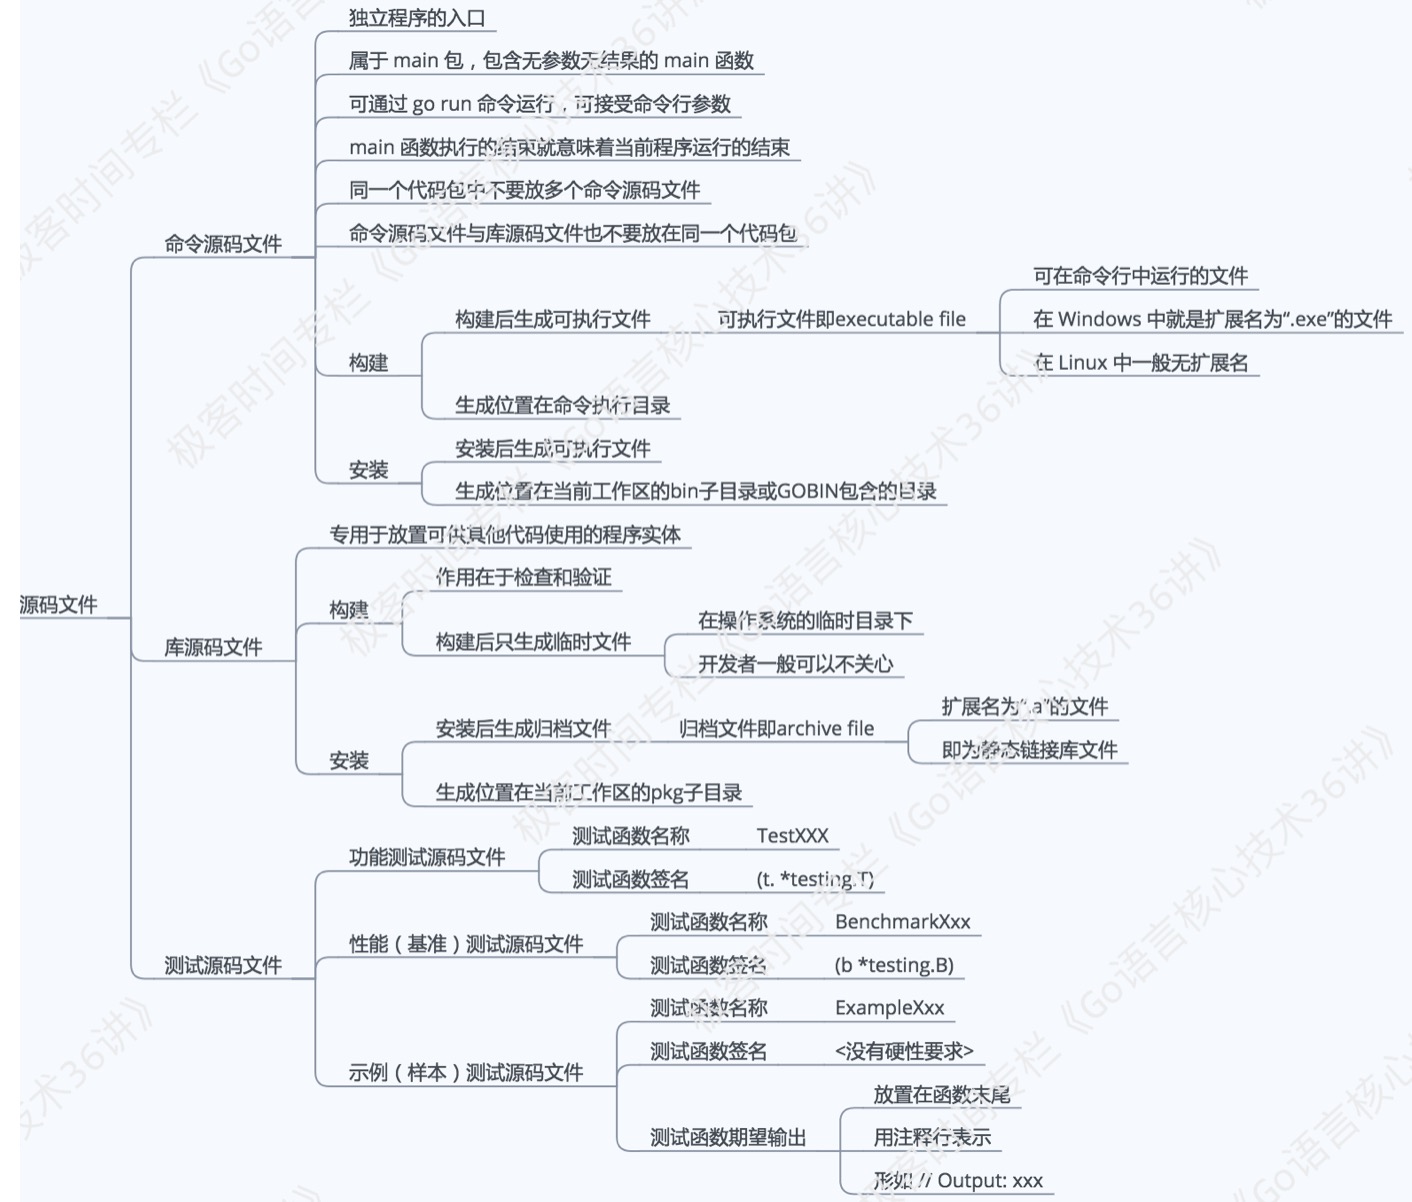 独立程序的入口
属于 main 包，包含无参数无结果的 main 函数
可通过 go run 命令运行，可接受命令行参数
main 函数执行的结束就意味着当前程序运行的结束
同一个代码包中不要放多个命令源码文件
命令源码文件与库源码文件也不要放在同一个代码包
命令源码文件
可在命令行中运行的文件
构建后生成可执行文件 可执行文件即executable file
在 Windows 中就是扩展名为“.exe”的文件
构建
在 Linux 中一般无扩展名
生成位置在命令执行目录
安装后生成可执行文件
安装
生成位置在当前工作区的bin子目录或GOBIN包含的目录
专用于放置可供其他代码使用的程序实体
作用在于检查和验证
源码文件
构建
在操作系统的临时目录下
构建后只生成临时文件
库源码文件
开发者一般可以不关心
扩展名为“.a”的文件
安装后生成归档文件 归档文件即archive file
即为静态链接库文件
安装
生成位置在当前工作区的pkg子目录
测试函数名称 TestXXX
功能测试源码文件
测试函数签名 (t. *testing.T)
测试函数名称 BenchmarkXxx
性能（基准）测试源码文件
测试函数签名 (b *testing.B)
测试源码文件
测试函数名称 ExampleXxx
测试函数签名 <没有硬性要求>
示例（样本）测试源码文件
放置在函数末尾
测试函数期望输出 用注释行表示
形如 // Output: xxx
极客时间专栏《Go语言核心技术36讲》